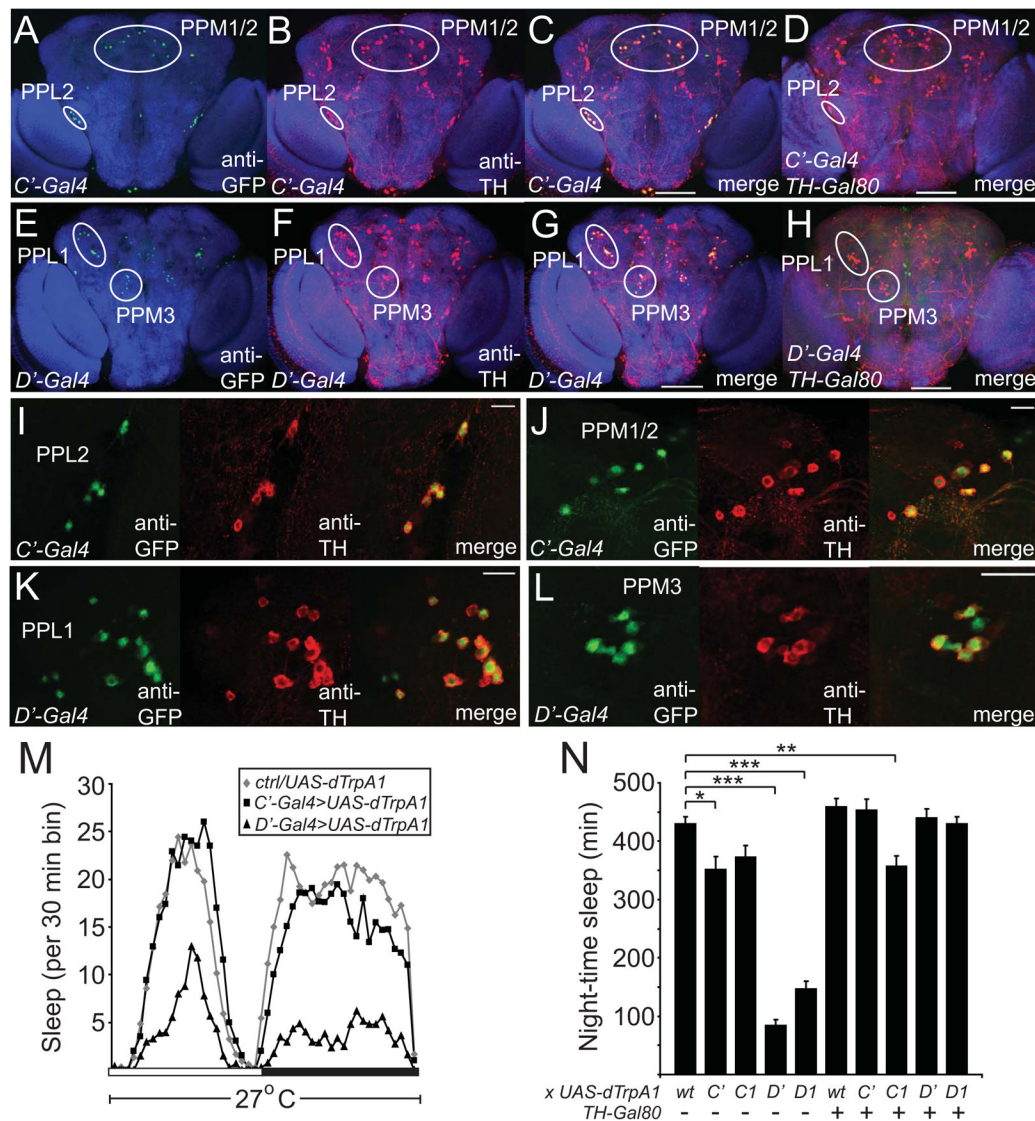 A PPM1/2 PPL2 C'-Gal4 anti-GFP
B PPM1/2 PPL2 C'-Gal4 anti-TH
C PPM1/2 PPL2 C'-Gal4 merge
D PPM1/2 PPL2 C'-Gal4 TH-Gal80 merge
E PPL1 PPM3 D'-Gal4 anti-GFP
F PPL1 PPM3 D'-Gal4 anti-TH
G PPL1 PPM3 D'-Gal4 merge
H PPL1 PPM3 D'-Gal4 TH-Gal80 merge
I PPL2 C'-Gal4 anti-GFP anti-TH merge
J PPM1/2 C'-Gal4 anti-GFP anti-TH merge
K PPL1 D'-Gal4 anti-GFP anti-TH merge
L PPM3 D'-Gal4 anti-GFP anti-TH merge
M
Sleep (per 30 min bin)
30
25
20
15
10
5
ctrl/UAS-dTrpA1
C'-Gal4>UAS-dTrpA1
D'-Gal4>UAS-dTrpA1
27° C
N
Night-time sleep (min)
500
400
300
200
100
*
***
***
**
x UAS-dTrpA1 wt C' C1 D' D1 wt C' C1 D' D1
TH-Gal80 - - - - - + + + + +